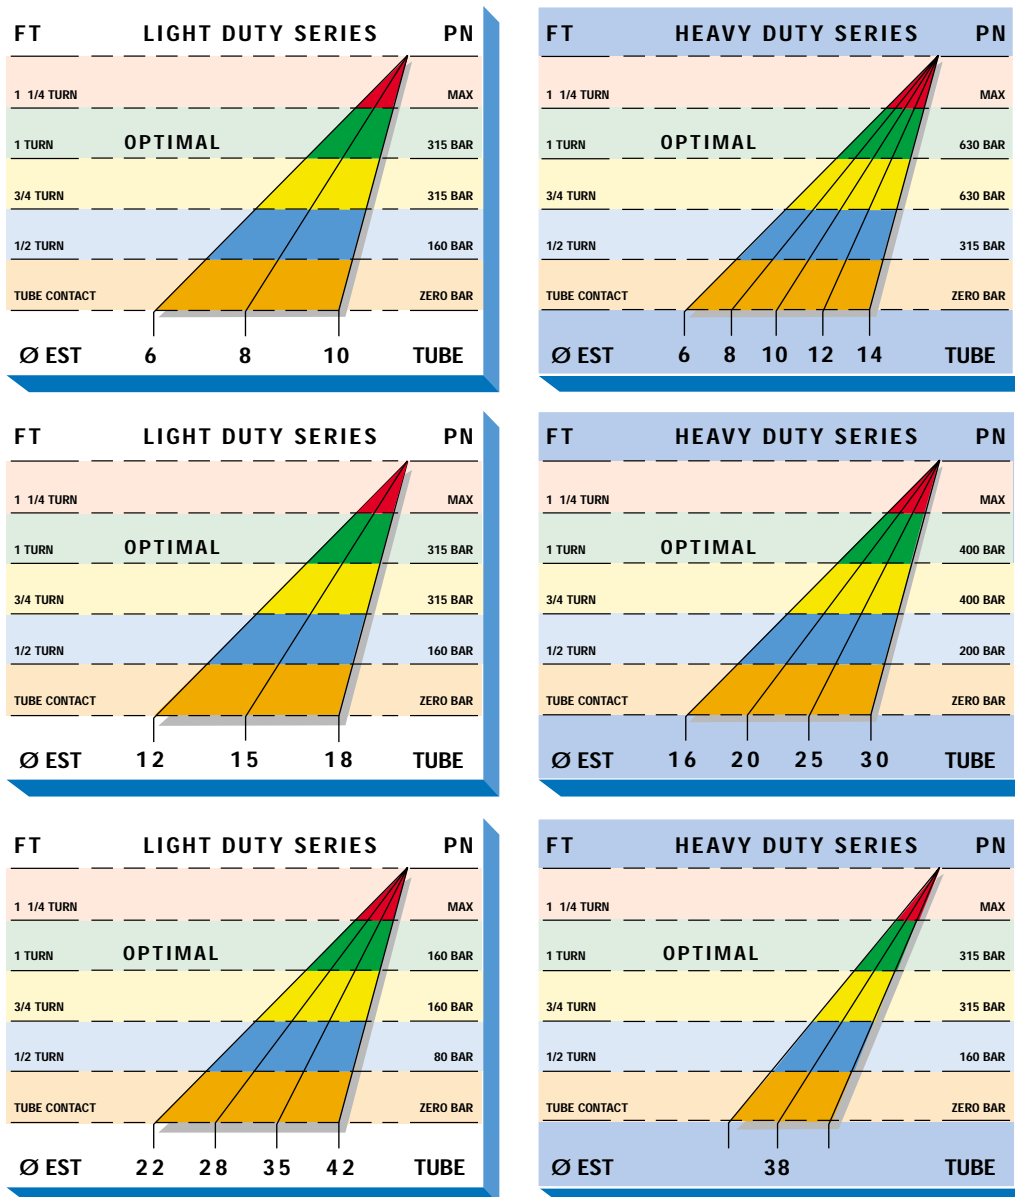 FT LIGHT DUTY SERIES PN
1 1/4 TURN MAX
1 TURN OPTIMAL 315 BAR
3/4 TURN 315 BAR
1/2 TURN 160 BAR
TUBE CONTACT ZERO BAR
Ø EST 6 8 10 TUBE
FT HEAVY DUTY SERIES PN
1 1/4 TURN MAX
1 TURN OPTIMAL 630 BAR
3/4 TURN 630 BAR
1/2 TURN 315 BAR
TUBE CONTACT ZERO BAR
Ø EST 6 8 10 12 14 TUBE
FT LIGHT DUTY SERIES PN
1 1/4 TURN MAX
1 TURN OPTIMAL 315 BAR
3/4 TURN 315 BAR
1/2 TURN 160 BAR
TUBE CONTACT ZERO BAR
Ø EST 12 15 18 TUBE
FT HEAVY DUTY SERIES PN
1 1/4 TURN MAX
1 TURN OPTIMAL 400 BAR
3/4 TURN 400 BAR
1/2 TURN 200 BAR
TUBE CONTACT ZERO BAR
Ø EST 16 20 25 30 TUBE
FT LIGHT DUTY SERIES PN
1 1/4 TURN MAX
1 TURN OPTIMAL 160 BAR
3/4 TURN 160 BAR
1/2 TURN 80 BAR
TUBE CONTACT ZERO BAR
Ø EST 22 28 35 42 TUBE
FT HEAVY DUTY SERIES PN
1 1/4 TURN MAX
1 TURN OPTIMAL 315 BAR
3/4 TURN 315 BAR
1/2 TURN 160 BAR
TUBE CONTACT ZERO BAR
Ø EST 38 TUBE